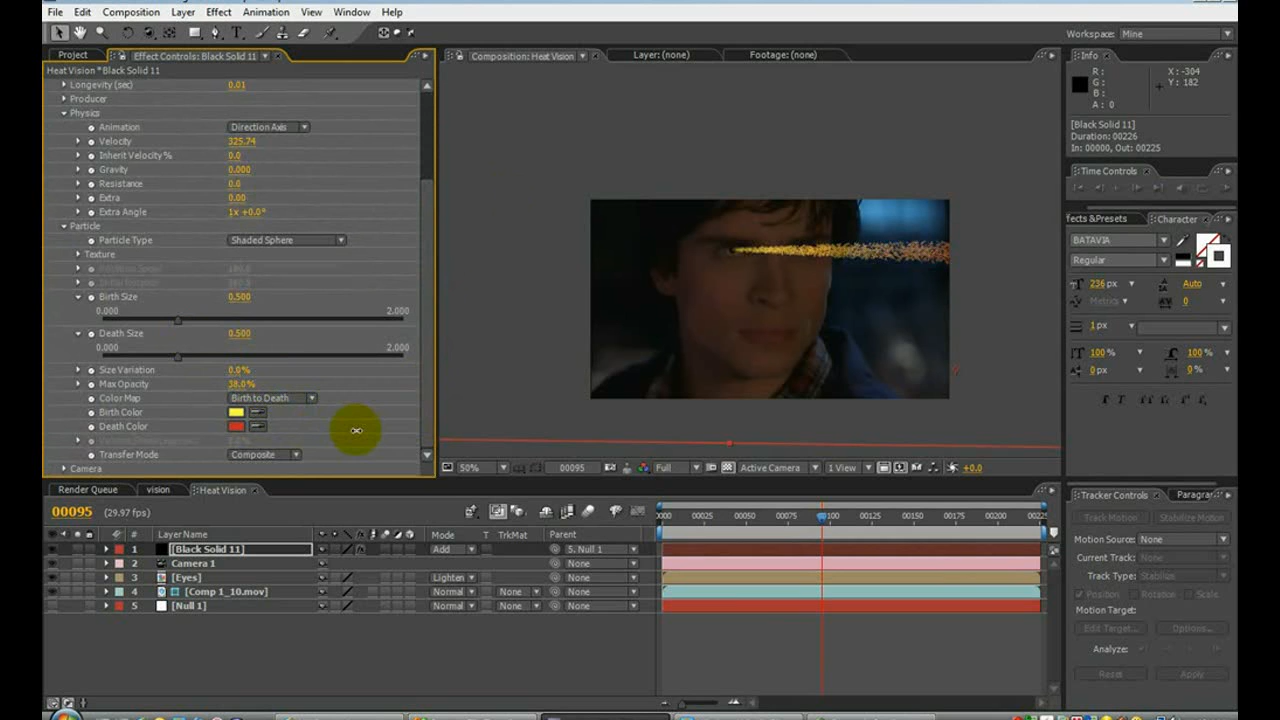 File Edit Composition Layer Effect Animation View Window Help
Workspace: Mine
Project Effect Controls: Black Solid 11 Composition: Heat Vision Layer: (none) Footage: (none) Info
Heat Vision * Black Solid 11
Longevity (sec) 0.01
Producer
Physics
Animation Direction Axis
Velocity 325.74
Inherit Velocity % 0.0
Gravity 0.000
Resistance 0.0
Extra 0.00
Extra Angle 1x +0.0°
Particle
Particle Type Shaded Sphere
Texture
Birth Size 0.500
0.000 2.000
Death Size 0.500
0.000 2.000
Size Variation 0.0%
Max Opacity 38.0%
Color Map Birth to Death
Birth Color
Death Color
Transfer Mode Composite
Camera
50% 00095 Full Active Camera 1 View +0.0
R : X : -304
G : Y : 182
B :
A : 0
[Black Solid 11]
Duration: 00226
In: 00000, Out: 00225
Time Controls
ffects & Presets Character
BATAVIA
Regular
236 px Auto
Metrics 0
1 px
100 % 100 %
0 px 0 %
Render Queue vision Heat Vision
00095 (29.97 fps)
0000 00025 00050 00075 100 00125 00150 00175 00200 0022
# Layer Name Mode T TrkMat Parent
1 [Black Solid 11] Add 5. Null 1
2 Camera 1 None
3 [Eyes] Lighten None
4 [Comp 1_10.mov] Normal None None
5 [Null 1] Normal None None
Tracker Controls Paragra
Track Motion Stabilize Motion
Motion Source: None
Current Track: None
Track Type: Stabilize
Position Rotation Scale
Motion Target:
Edit Target... Options...
Analyze:
Reset Apply